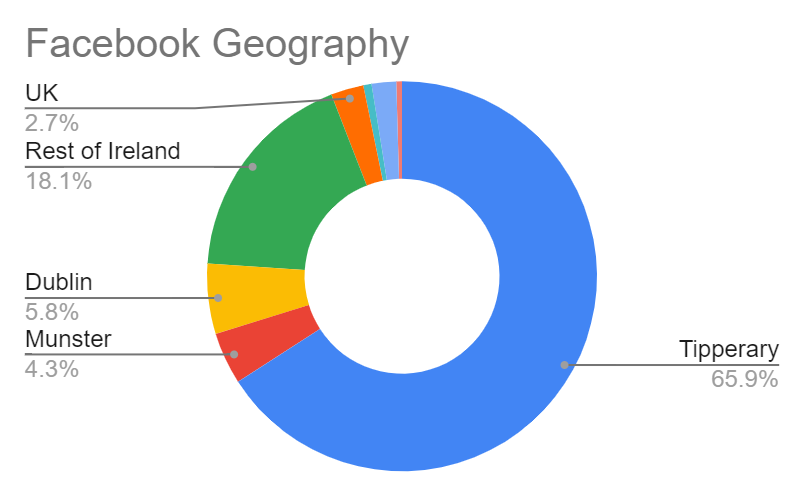 Facebook Geography
UK
2.7%
Rest of Ireland
18.1%
Dublin
5.8%
Munster
4.3%
Tipperary
65.9%